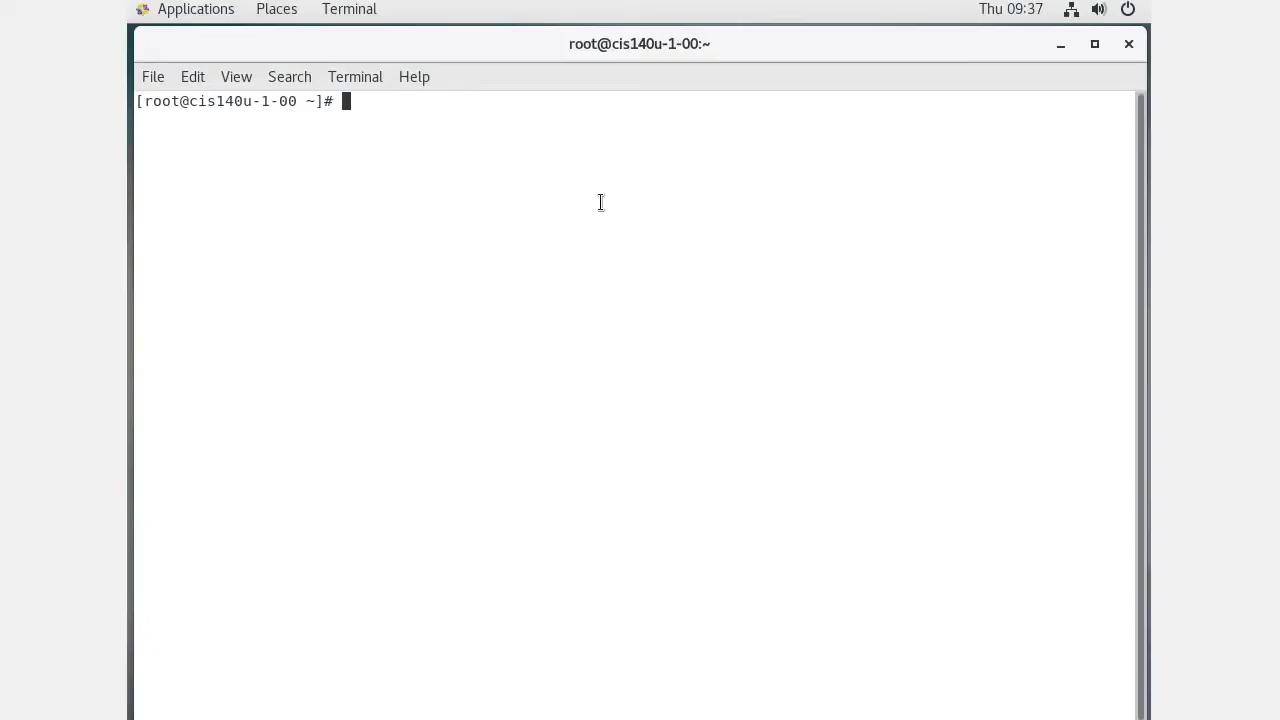 Applications Places Terminal Thu 09:37
root@cis140u-1-00:~
File Edit View Search Terminal Help
[root@cis140u-1-00 ~]#